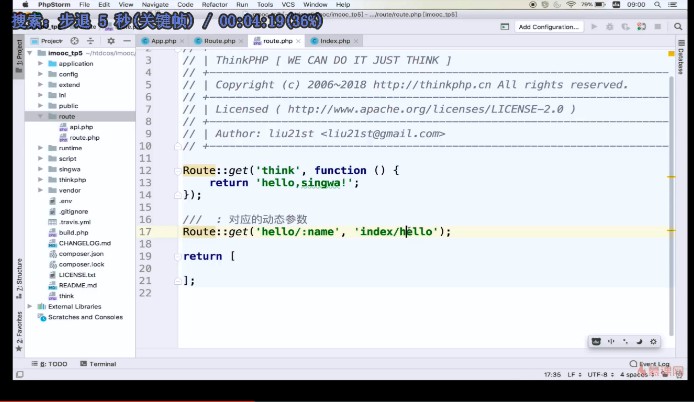 PhpStorm File Edit View Navigate Code Refactor Run Tools VCS Window Help 79% 09:00
搜索: 步退 5 秒(关键帧) / 00:04:19(36%)
imooc_tp5/.../route/route.php [imooc_tp5]
Add Configuration...
1: Project
Project
App.php Route.php route.php Index.php
imooc_tp5
application
config
extend
public
route
api.php
route.php
runtime
script
singwa
thinkphp
vendor
.env
.gitignore
.travis.yml
build.php
CHANGELOG.md
composer.json
composer.lock
LICENSE.txt
README.md
think
External Libraries
Scratches and Consoles
Z: Structure
2: Favorites
2 // +----------------------------------------------------------------------
3 // | ThinkPHP [ WE CAN DO IT JUST THINK ]
4 // +----------------------------------------------------------------------
5 // | Copyright (c) 2006~2018 http://thinkphp.cn All rights reserved.
6 // +----------------------------------------------------------------------
7 // | Licensed ( http://www.apache.org/licenses/LICENSE-2.0 )
8 // +----------------------------------------------------------------------
9 // | Author: liu21st <liu21st@gmail.com>
10 // +----------------------------------------------------------------------
11
12 Route::get('think', function () {
13 return 'hello,singwa!';
14 });
15
16 /// : 对应的动态参数
17 Route::get('hello/:name', 'index/hello');
18
19 return [
20
21 ];
22
6: TODO Terminal Event Log
17:35 LF UTF-8 4 spaces